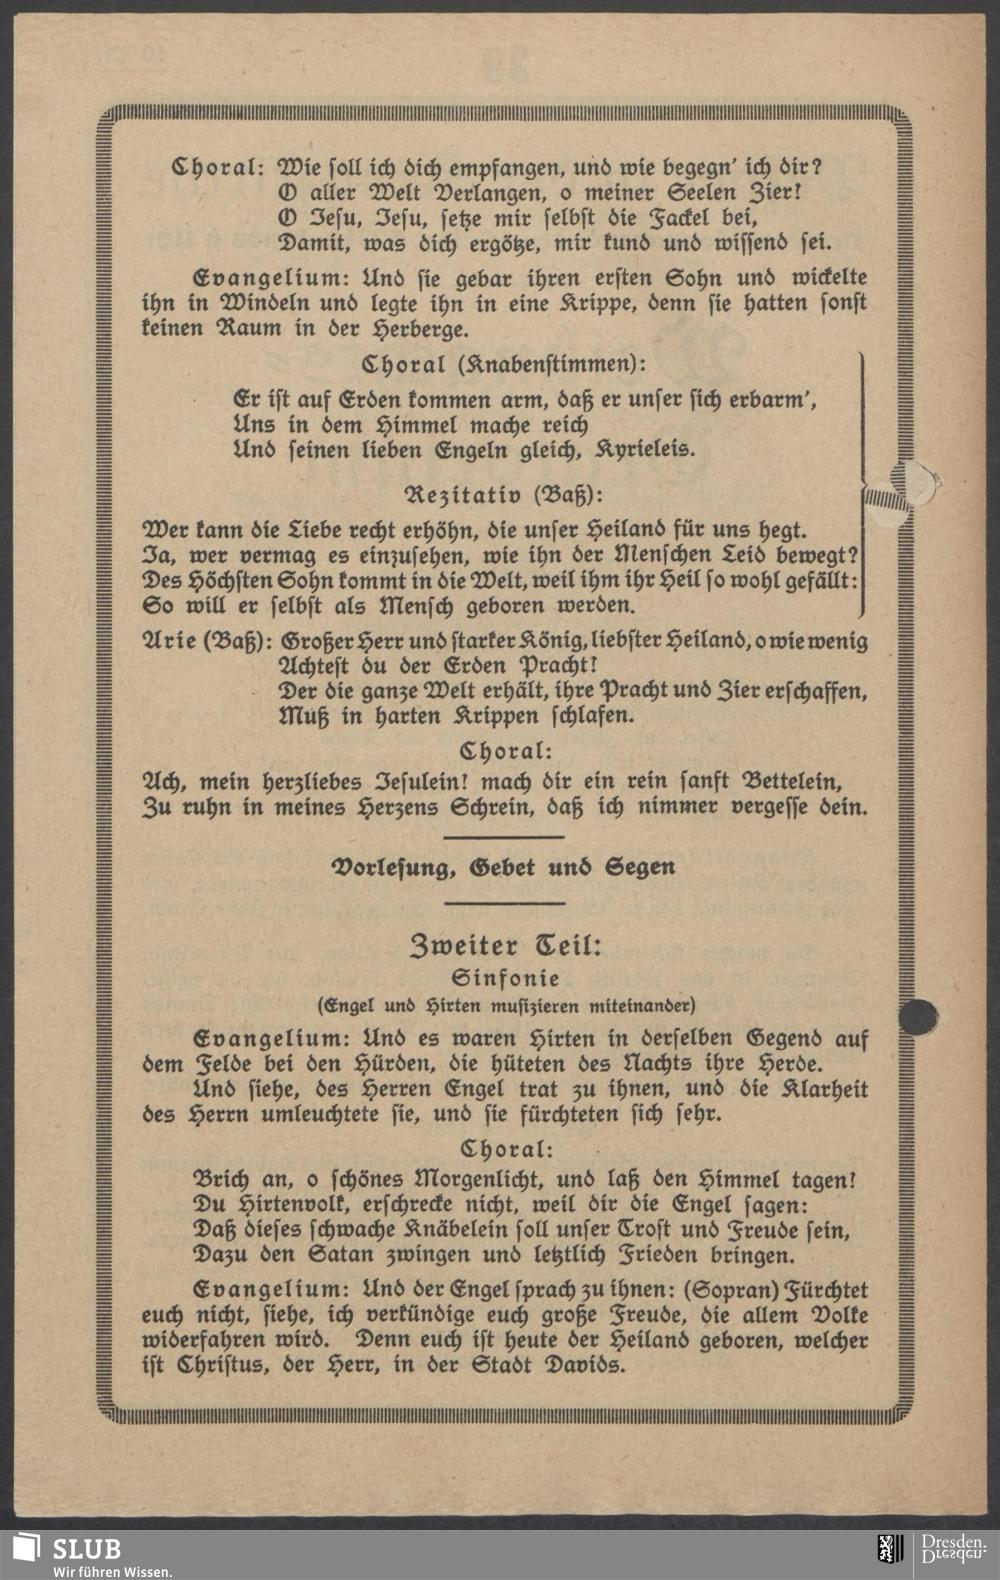 Choral: Wie soll ich dich empfangen, und wie begegn' ich dir?
O aller Welt Verlangen, o meiner Seelen Zier!
O Jesu, Jesu, setze mir selbst die Fackel bei,
Damit, was dich ergötze, mir kund und wissend sei.
Evangelium: Und sie gebar ihren ersten Sohn und wickelte
ihn in Windeln und legte ihn in eine Krippe, denn sie hatten sonst
keinen Raum in der Herberge.
Choral (Knabenstimmen):
Er ist auf Erden kommen arm, daß er unser sich erbarm',
Uns in dem Himmel mache reich
Und seinen lieben Engeln gleich, Kyrieleis.
Rezitativ (Baß):
Wer kann die Liebe recht erhöhn, die unser Heiland für uns hegt.
Ja, wer vermag es einzusehen, wie ihn der Menschen Leid bewegt?
Des Höchsten Sohn kommt in die Welt, weil ihm ihr Heil so wohl gefällt:
So will er selbst als Mensch geboren werden.
Arie (Baß): Großer Herr und starker König, liebster Heiland, o wie wenig
Achtest du der Erden Pracht!
Der die ganze Welt erhält, ihre Pracht und Zier erschaffen,
Muß in harten Krippen schlafen.
Choral:
Ach, mein herzliebes Jesulein! mach dir ein rein sanft Bettelein,
Zu ruhn in meines Herzens Schrein, daß ich nimmer vergesse dein.
Vorlesung, Gebet und Segen
Zweiter Teil:
Sinfonie
(Engel und Hirten musizieren miteinander)
Evangelium: Und es waren Hirten in derselben Gegend auf
dem Felde bei den Hürden, die hüteten des Nachts ihre Herde.
Und siehe, des Herren Engel trat zu ihnen, und die Klarheit
des Herrn umleuchtete sie, und sie fürchteten sich sehr.
Choral:
Brich an, o schönes Morgenlicht, und laß den Himmel tagen!
Du Hirtenvolk, erschrecke nicht, weil dir die Engel sagen:
Daß dieses schwache Knäbelein soll unser Trost und Freude sein,
Dazu den Satan zwingen und letztlich Frieden bringen.
Evangelium: Und der Engel sprach zu ihnen: (Sopran) Fürchtet
euch nicht, siehe, ich verkündige euch große Freude, die allem Volke
widerfahren wird. Denn euch ist heute der Heiland geboren, welcher
ist Christus, der Herr, in der Stadt Davids.
SLUB
Wir führen Wissen.
Dresden.
Dresden.